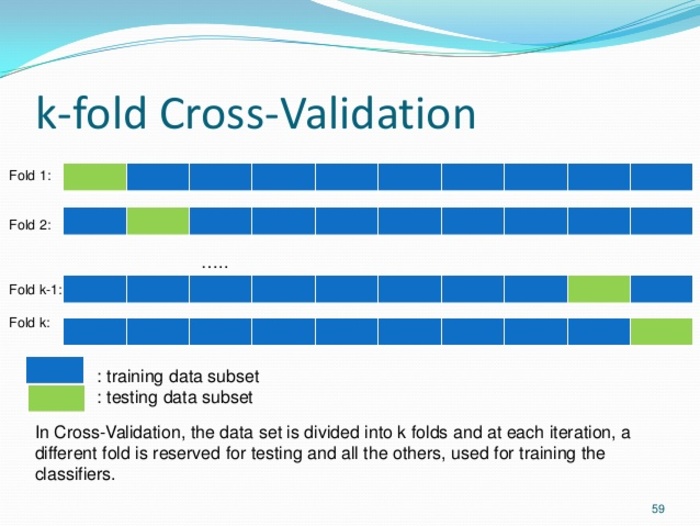 k-fold Cross-Validation
Fold 1:
Fold 2:
.....
Fold k-1:
Fold k:
: training data subset
: testing data subset
In Cross-Validation, the data set is divided into k folds and at each iteration, a
different fold is reserved for testing and all the others, used for training the
classifiers.
59